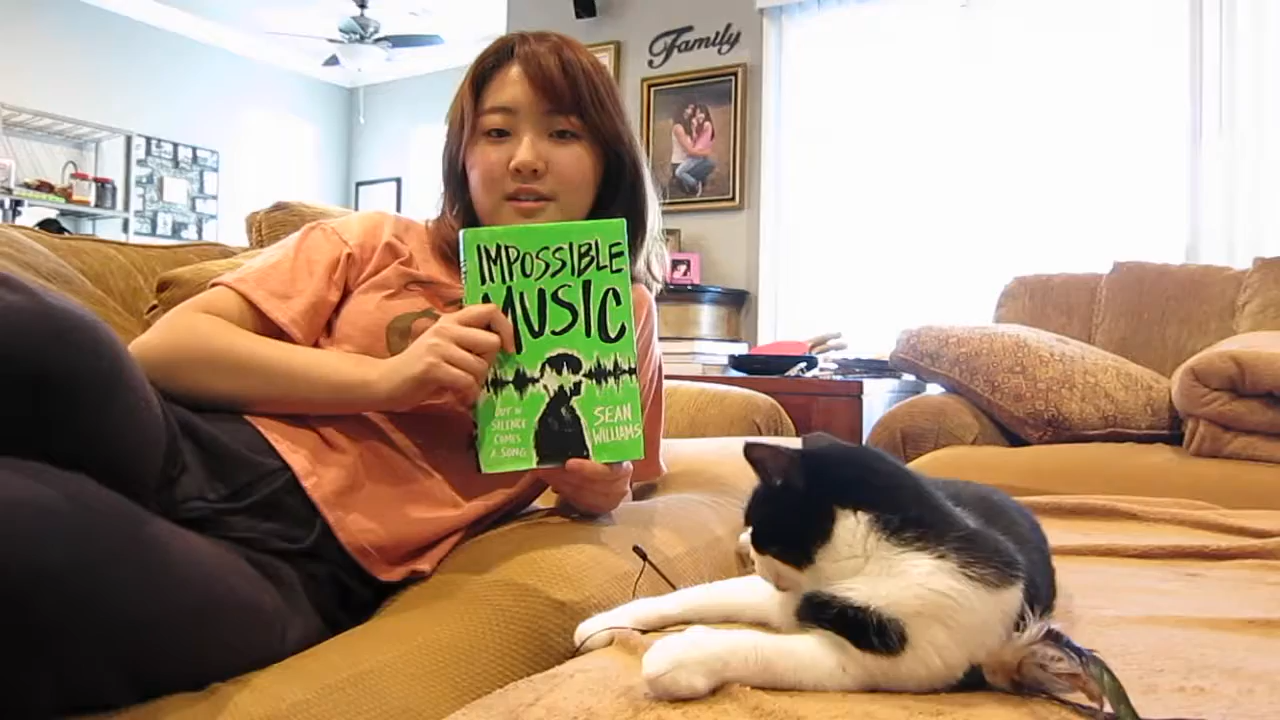 Family
IMPOSSIBLE
MUSIC
OUT OF
SILENCE
COMES
A SONG
SEAN
WILLIAMS